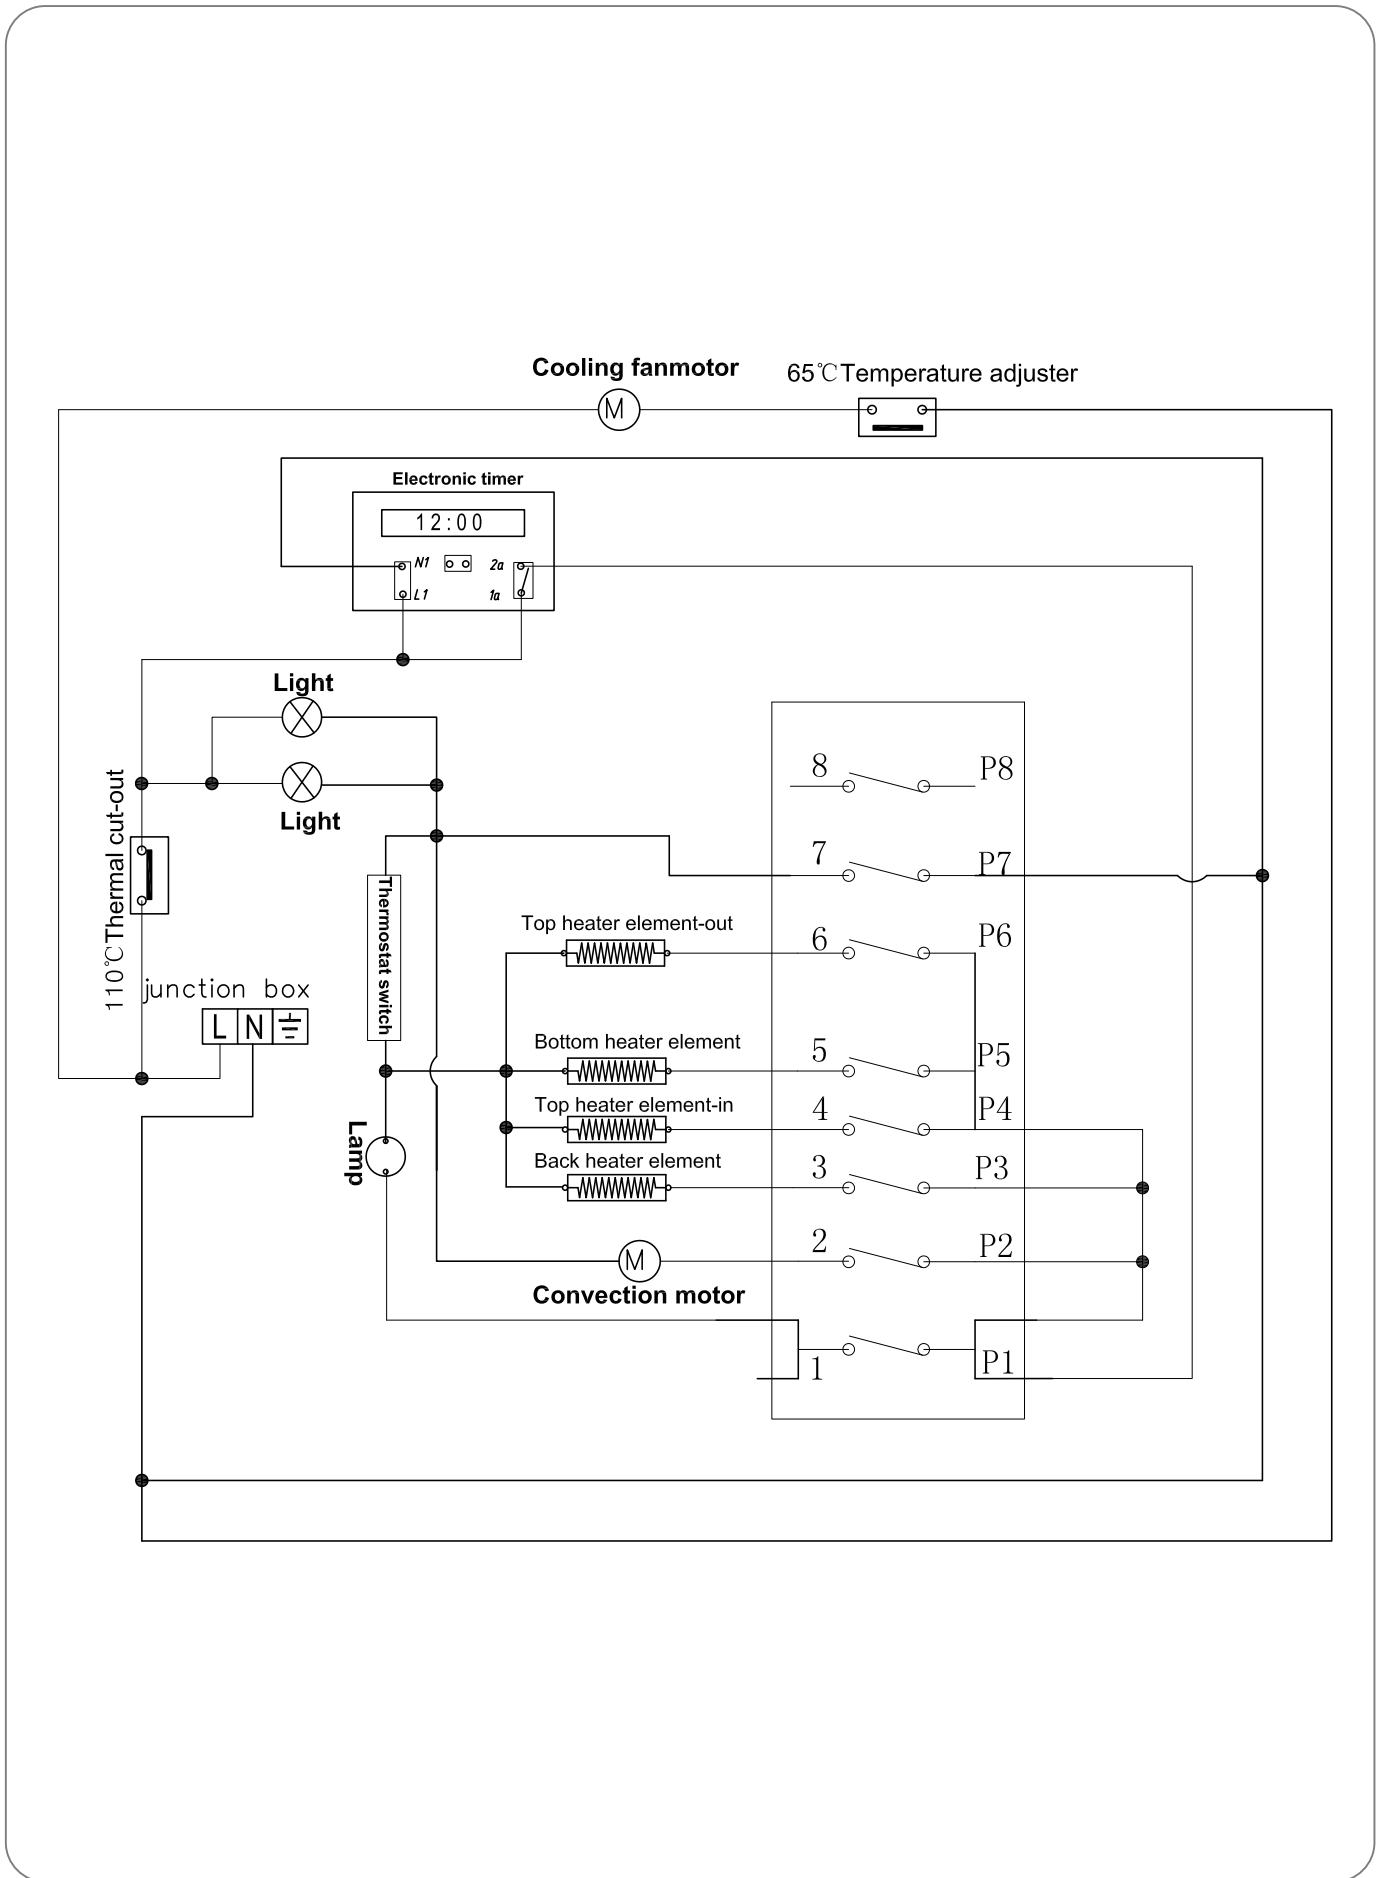 Cooling fanmotor
65℃Temperature adjuster
M
Electronic timer
12:00
N1
2a
L1
1a
Light
Light
110℃Thermal cut-out
8
P8
7
P7
Thermostat switch
Top heater element-out
6
P6
junction box
L N
Bottom heater element
5
P5
Top heater element-in
4
P4
Lamp
Back heater element
3
P3
2
P2
M
Convection motor
1
P1